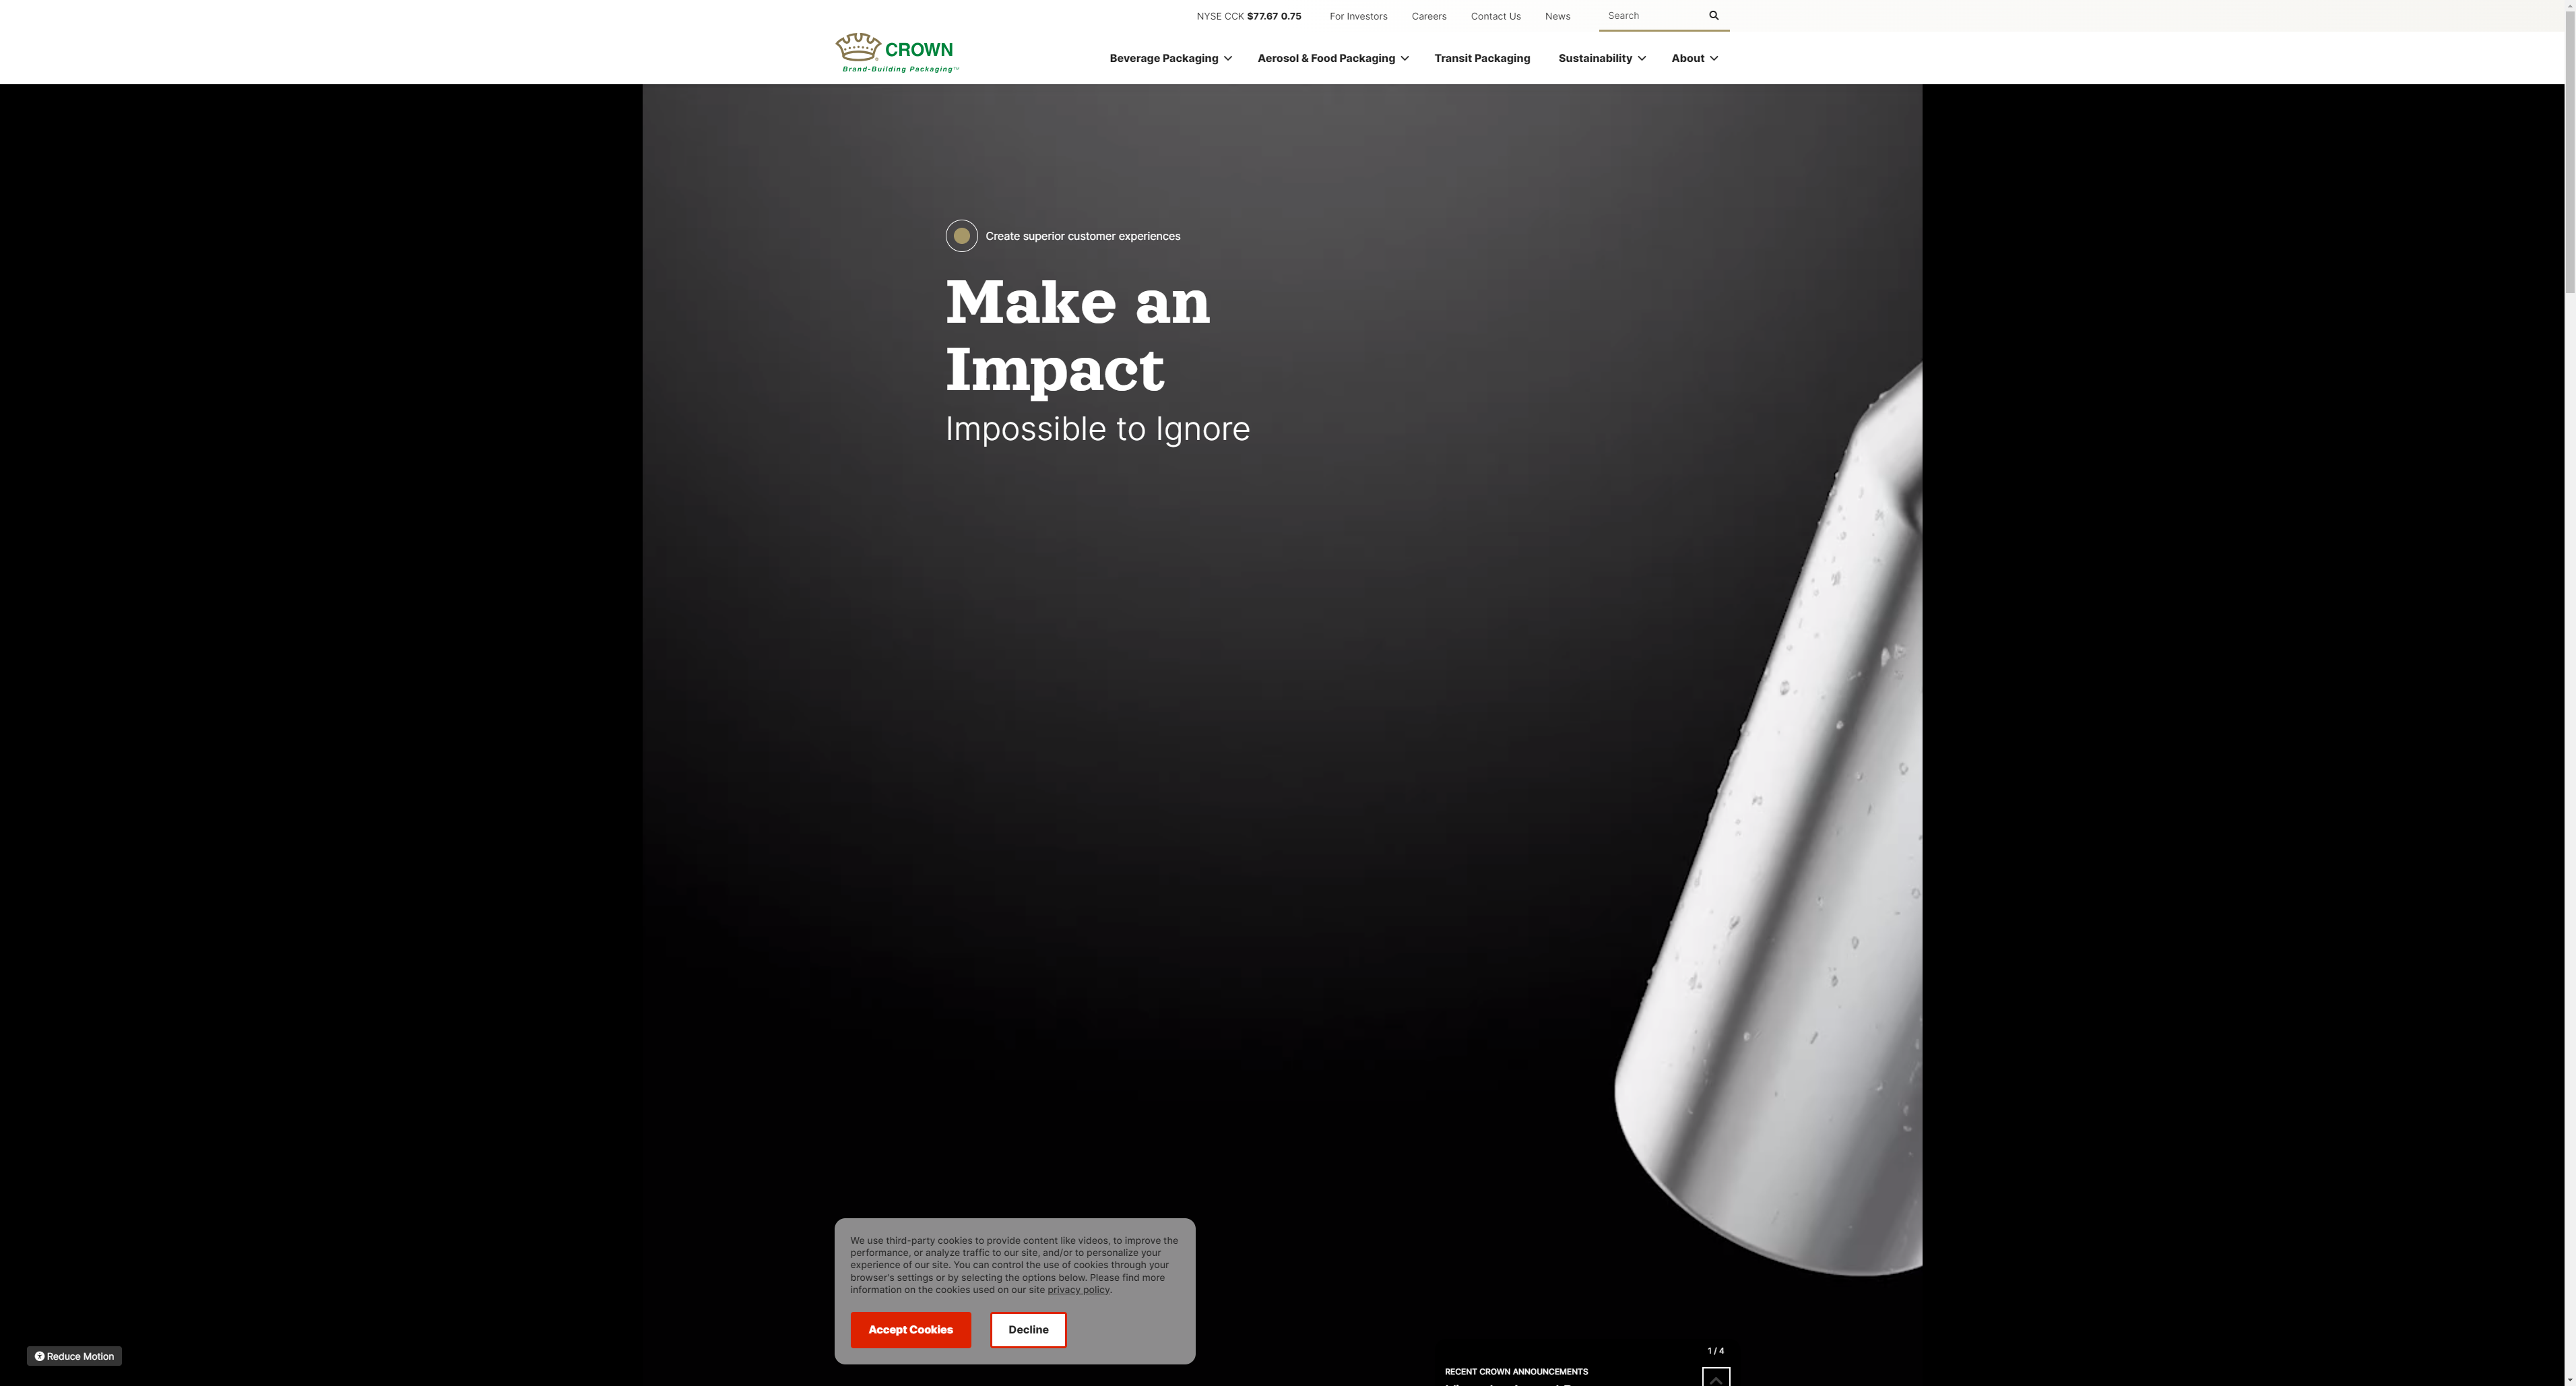 NYSE CCK $77.67 0.75
For Investors
Careers
Contact Us
News
Search
CROWN
Brand-Building Packaging™
Beverage Packaging
Aerosol & Food Packaging
Transit Packaging
Sustainability
About
Create superior customer experiences
Make an
Impact
Impossible to Ignore
We use third-party cookies to provide content like videos, to improve the
performance, or analyze traffic to our site, and/or to personalize your
experience of our site. You can control the use of cookies through your
browser's settings or by selecting the options below. Please find more
information on the cookies used on our site privacy policy.
Accept Cookies
Decline
Reduce Motion
1 / 4
RECENT CROWN ANNOUNCEMENTS